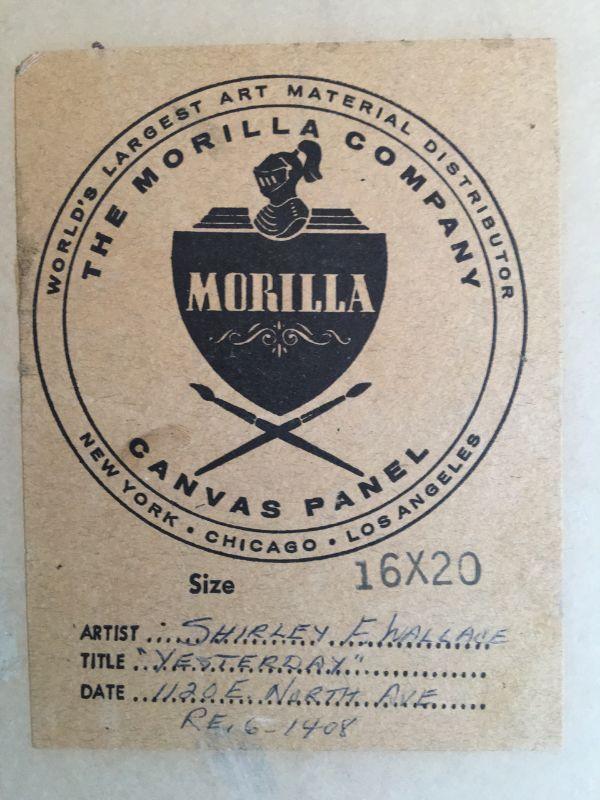 WORLD'S LARGEST ART MATERIAL DISTRIBUTOR
THE MORILLA COMPANY
MORILLA
CANVAS PANEL
NEW YORK • CHICAGO • LOS ANGELES
Size 16X20
ARTIST SHIRLEY E. WALLACE
TITLE "YESTERDAY"
DATE 1120 E. NORTH AVE
RE. 6-1408